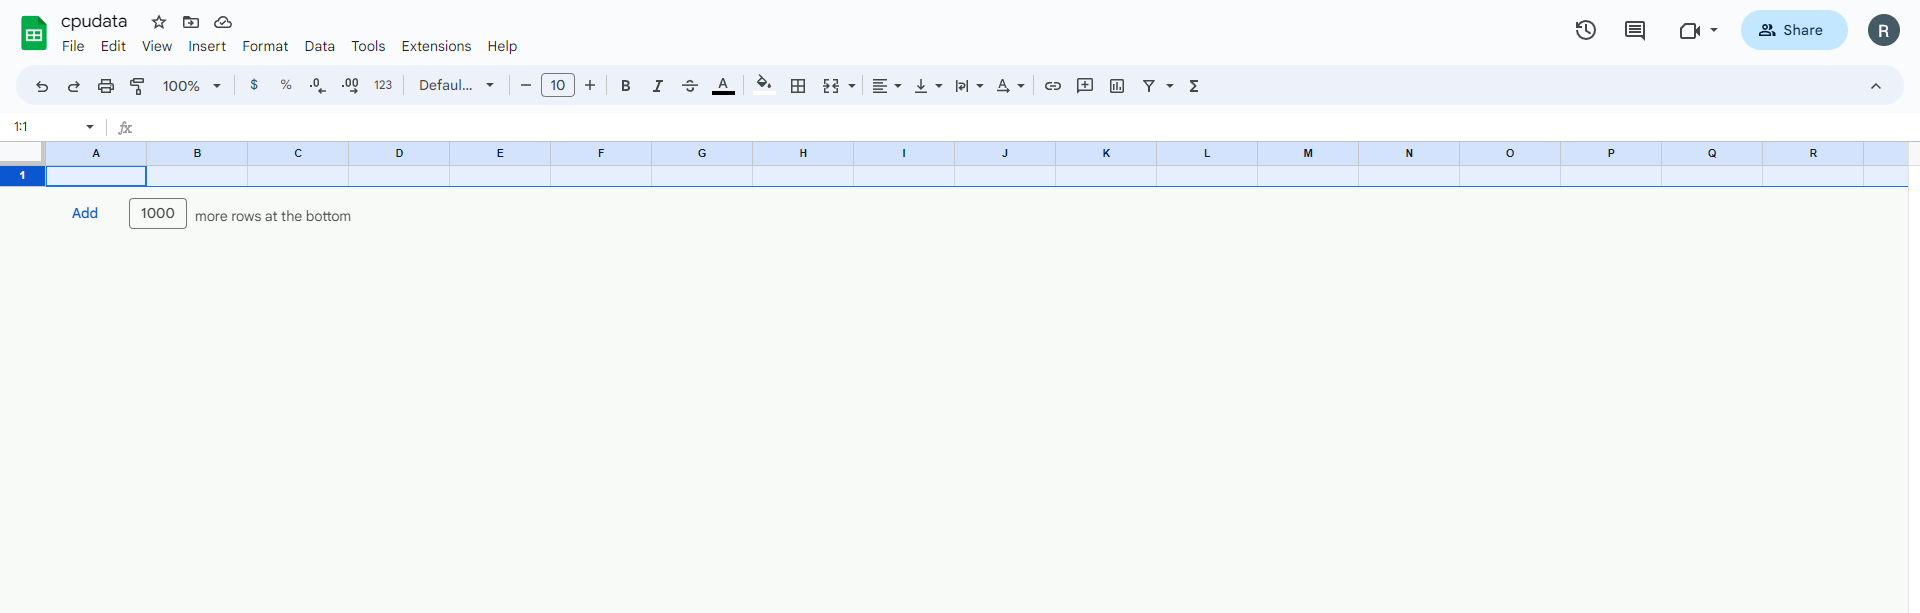 cpudata
File Edit View Insert Format Data Tools Extensions Help
Share
R
100% $ % .0 .00 123 Defaul... 10 B I S A A Σ
1:1 fx
A B C D E F G H I J K L M N O P Q R
1
Add 1000 more rows at the bottom